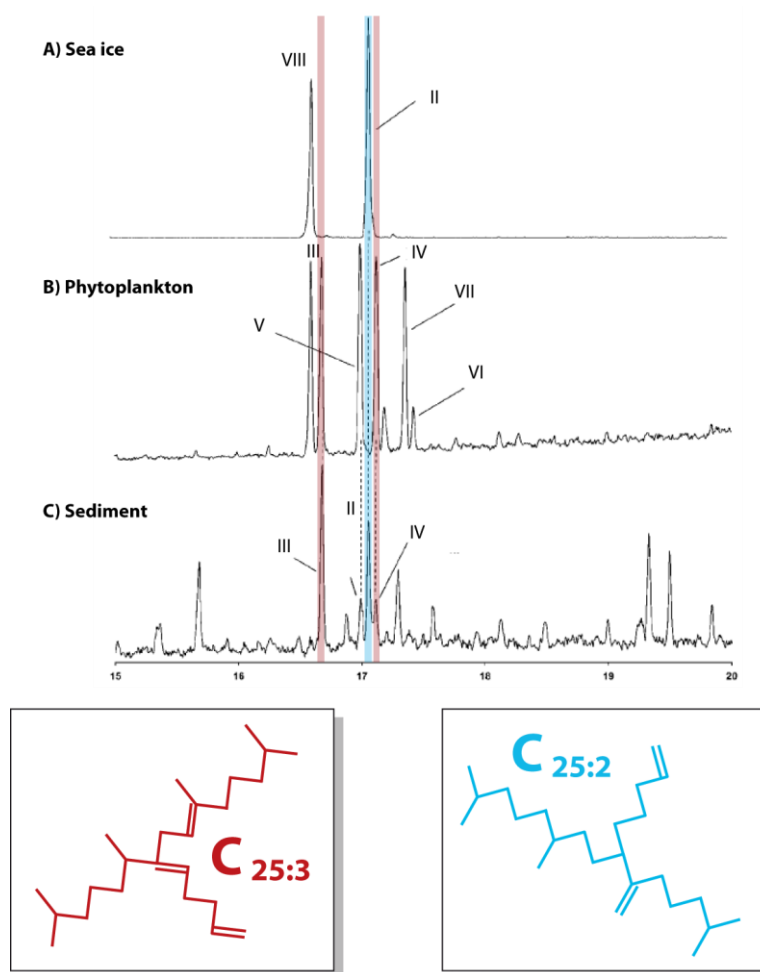 A) Sea ice
VIII
II
III
IV
B) Phytoplankton
VII
V
VI
C) Sediment
II
III
IV
...
15 16 17 18 19 20
C 25:3
C 25:2